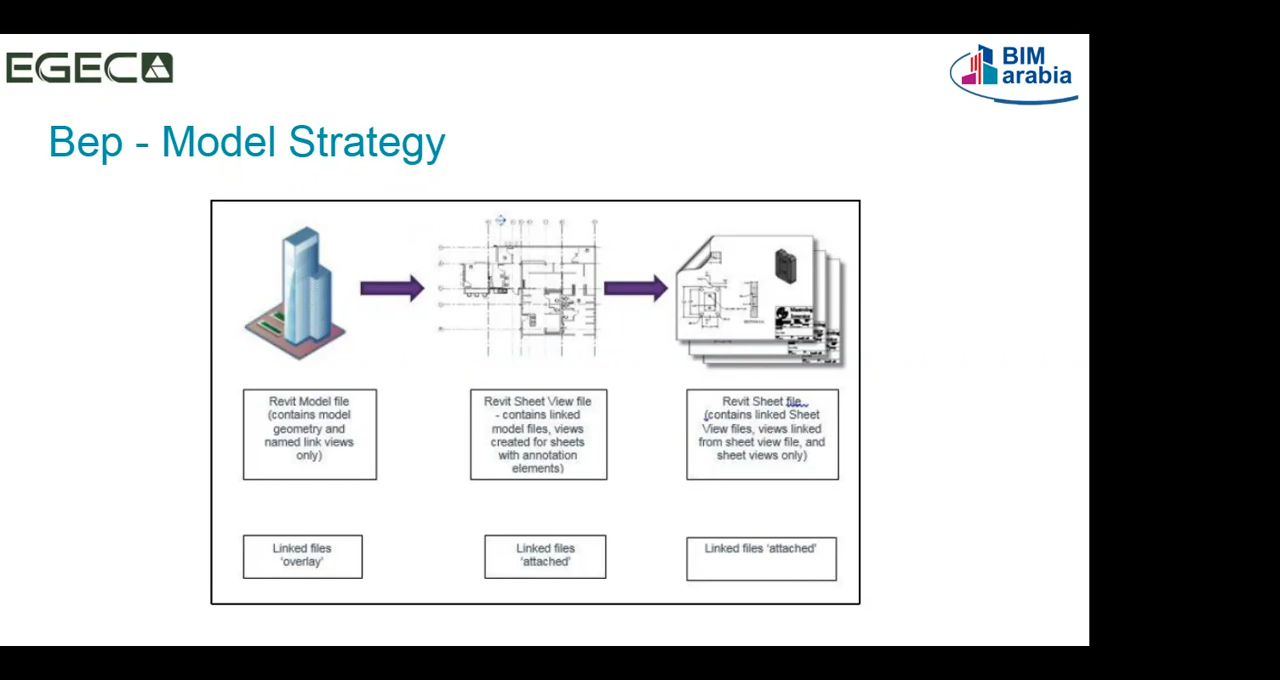 EGEC
BIM
arabia
Bep - Model Strategy
Revit Model file
(contains model
geometry and
named link views
only)
Revit Sheet View file
- contains linked
model files, views
created for sheets
with annotation
elements)
Revit Sheet file
(contains linked Sheet
View files, views linked
from sheet view file, and
sheet views only)
Linked files
‘overlay’
Linked files
‘attached’
Linked files ‘attached’